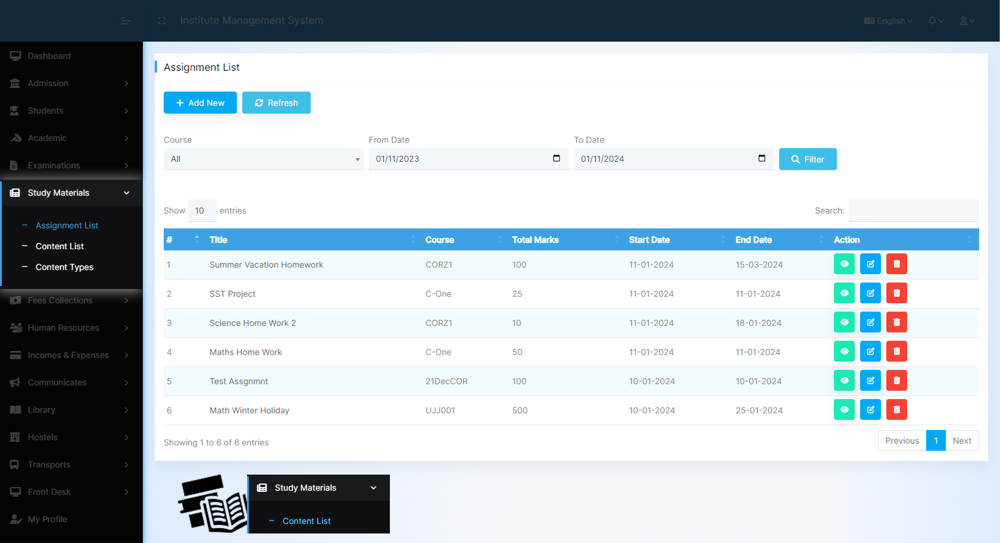 Institute Management System
English
Dashboard
Admission
Students
Academic
Examinations
Study Materials
Assignment List
Content List
Content Types
Fees Collections
Human Resources
Incomes & Expenses
Communicates
Library
Hostels
Transports
Front Desk
My Profile
Assignment List
Add New Refresh
Course From Date To Date
All 01/11/2023 01/11/2024 Filter
Show 10 entries Search:
# Title Course Total Marks Start Date End Date Action
1 Summer Vacation Homework CORZ1 100 11-01-2024 15-03-2024
2 SST Project C-One 25 11-01-2024 11-01-2024
3 Science Home Work 2 CORZ1 10 11-01-2024 18-01-2024
4 Maths Home Work C-One 50 11-01-2024 11-01-2024
5 Test Assgnmnt 21DecCOR 100 10-01-2024 10-01-2024
6 Math Winter Holiday UJJ001 500 10-01-2024 25-01-2024
Showing 1 to 6 of 6 entries Previous 1 Next
Study Materials
Content List